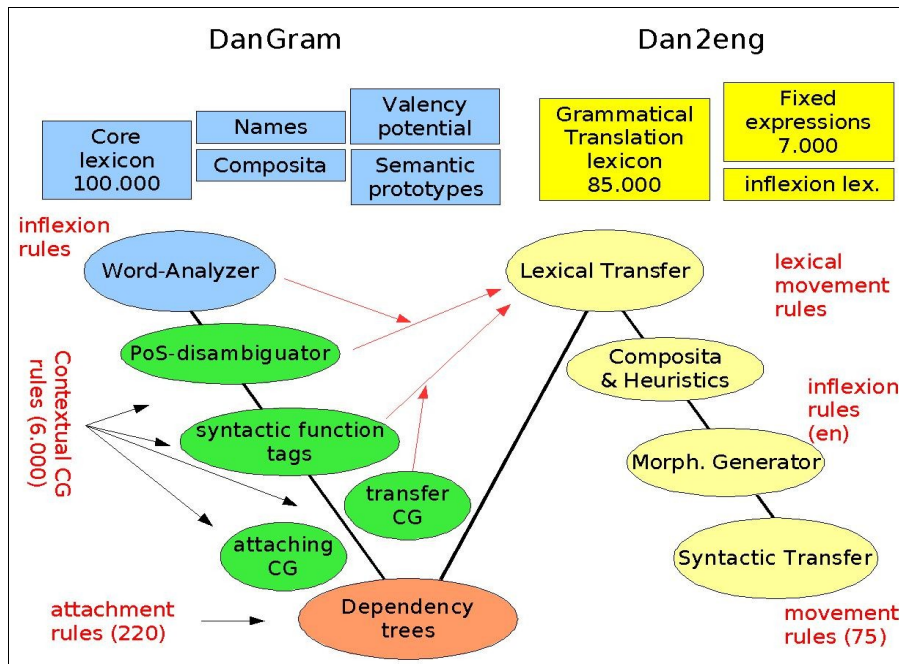 DanGram
Dan2eng
Core
lexicon
100.000
Names
Composita
Valency
potential
Semantic
prototypes
Grammatical
Translation
lexicon
85.000
Fixed
expressions
7.000
inflexion lex.
inflexion
rules
Word-Analyzer
Lexical Transfer
lexical
movement
rules
PoS-disambiguator
Composita
& Heuristics
Contextual CG
rules (6.000)
syntactic function
tags
inflexion
rules
(en)
Morph. Generator
transfer
CG
attaching
CG
Syntactic Transfer
attachment
rules (220)
Dependency
trees
movement
rules (75)